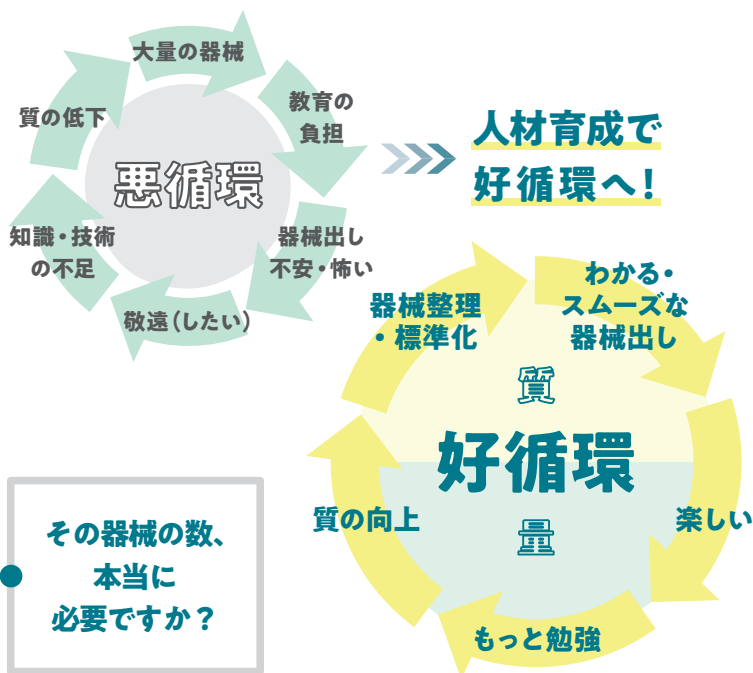 大量の器械
教育の
負担
器械出し
不安・怖い
敬遠（したい）
知識・技術
の不足
質の低下
悪循環
人材育成で
好循環へ！
わかる・
スムーズな
器械出し
楽しい
もっと勉強
質の向上
器械整理
・標準化
質
好循環
量
その器械の数、
本当に
必要ですか？